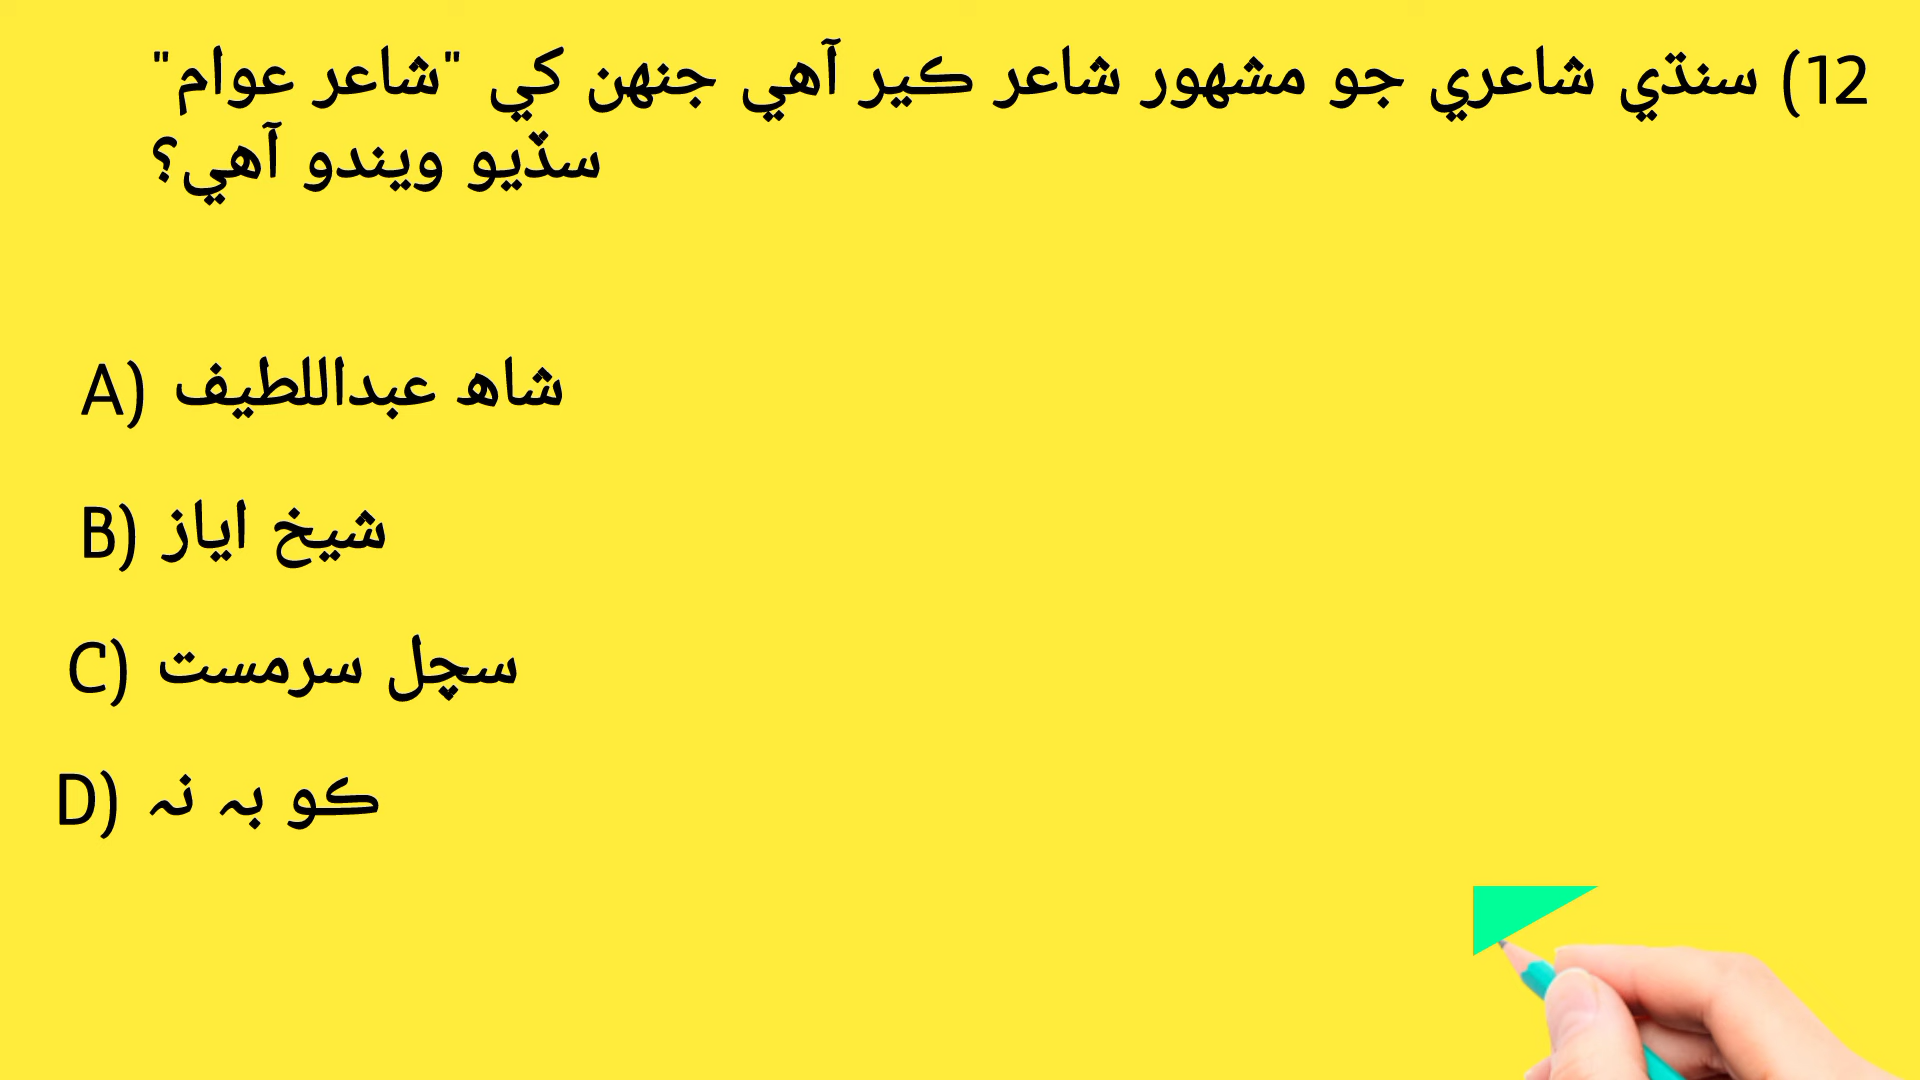 12) سنڌي شاعري جو مشهور شاعر ڪير آهي جنهن کي "شاعر عوام"
سڏيو ويندو آهي؟
A) شاھ عبداللطيف
B) شيخ اياز
C) سچل سرمست
D) ڪو بہ نہ